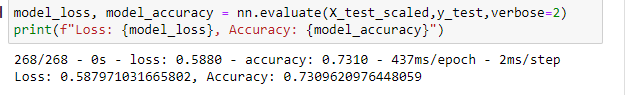 model_loss, model_accuracy = nn.evaluate(X_test_scaled,y_test,verbose=2)
print(f"Loss: {model_loss}, Accuracy: {model_accuracy}")
268/268 - 0s - loss: 0.5880 - accuracy: 0.7310 - 437ms/epoch - 2ms/step
Loss: 0.587971031665802, Accuracy: 0.7309620976448059